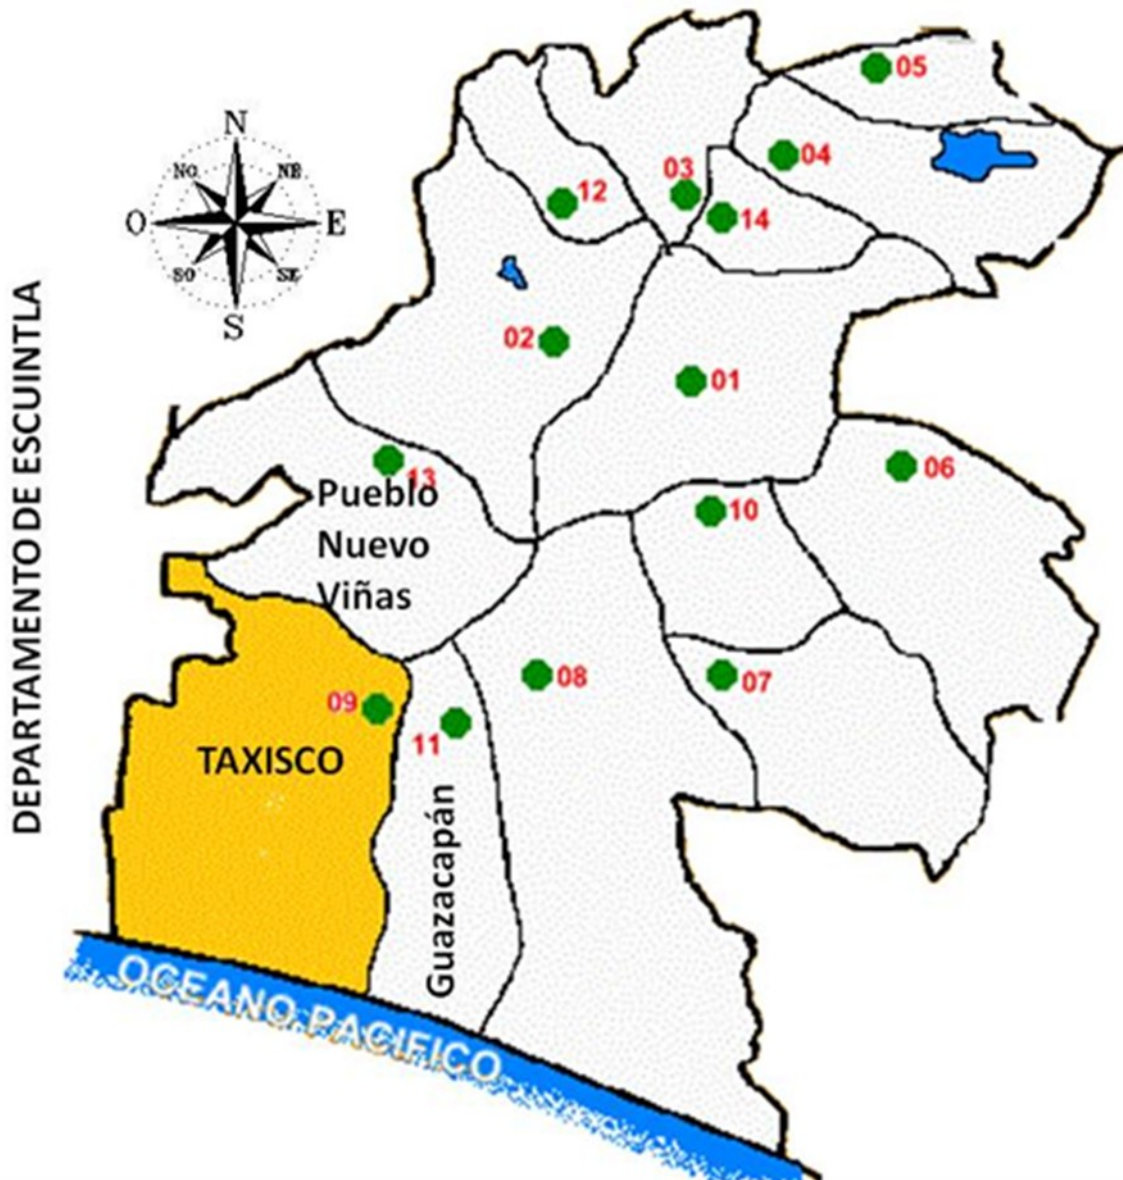 05
N
04
NO
NE
03
12
14
O
E
SO
SE
S
02
01
DEPARTAMENTO DE ESCUINTLA
06
13
Pueblo
Nuevo
Viñas
10
08
07
09
11
TAXISCO
Guazacapán
OCEANO PACIFICO